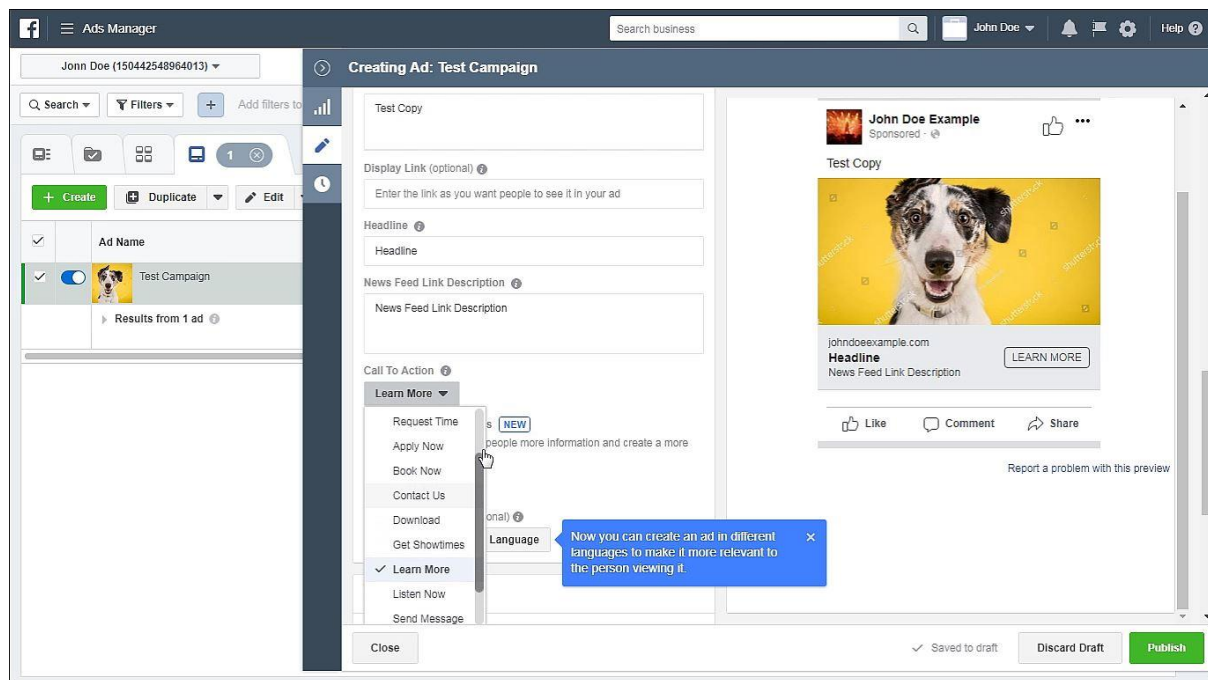 f
Ads Manager
Search business
John Doe
Help
Jonn Doe (150442548964013)
Creating Ad: Test Campaign
Search
Filters
+
Add filters to
1
+ Create
Duplicate
Edit
Ad Name
Test Campaign
Results from 1 ad
Test Copy
Display Link (optional)
Enter the link as you want people to see it in your ad
Headline
Headline
News Feed Link Description
News Feed Link Description
Call To Action
Learn More
Request Time
Apply Now
Book Now
Contact Us
Download
Get Showtimes
Learn More
Listen Now
Send Message
s NEW
people more information and create a more
onal)
Language
Now you can create an ad in different
languages to make it more relevant to
the person viewing it.
John Doe Example
Sponsored
Test Copy
shutterstock
shutterstock
shutterstock
shutterstock
johndoeexample.com
Headline
News Feed Link Description
LEARN MORE
Like
Comment
Share
Report a problem with this preview
Close
Saved to draft
Discard Draft
Publish